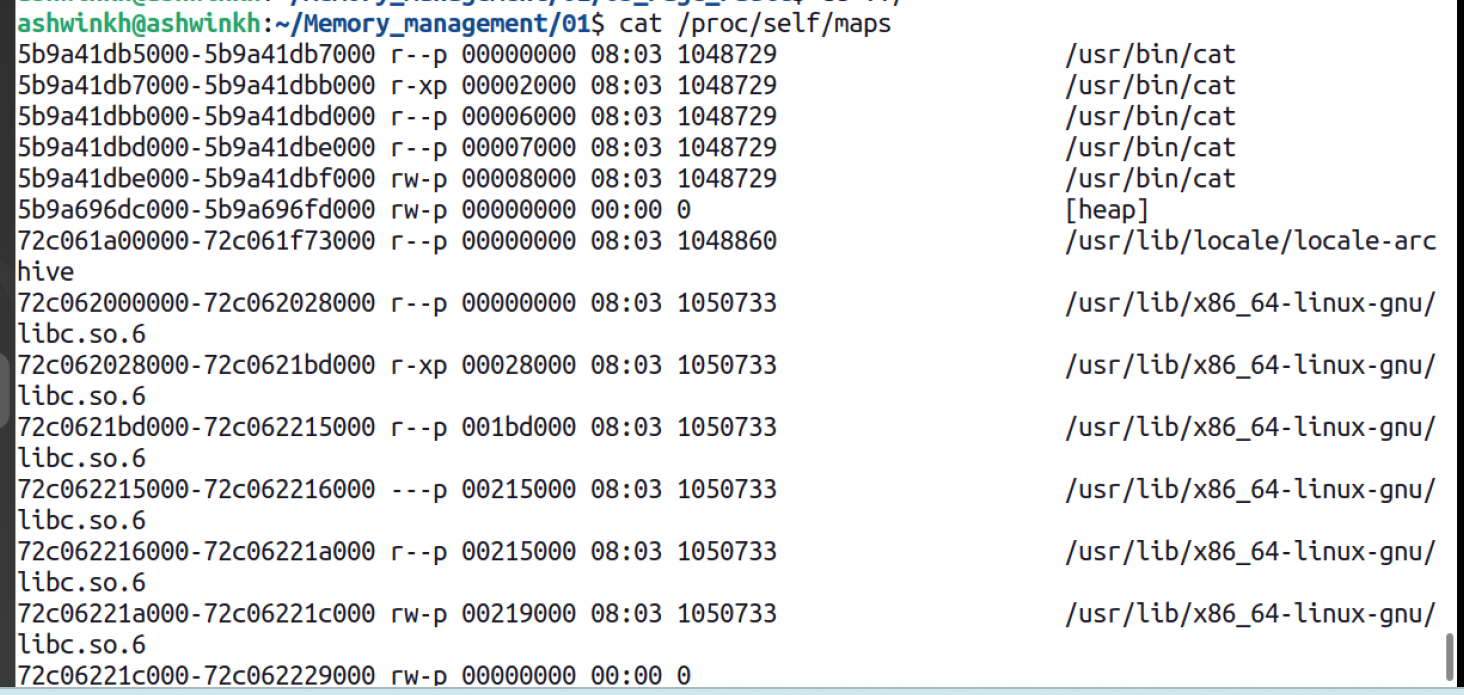 ashwinkh@ashwinkh:~/Memory_management/01$ cat /proc/self/maps
5b9a41db5000-5b9a41db7000 r--p 00000000 08:03 1048729 /usr/bin/cat
5b9a41db7000-5b9a41dbb000 r-xp 00002000 08:03 1048729 /usr/bin/cat
5b9a41dbb000-5b9a41dbd000 r--p 00006000 08:03 1048729 /usr/bin/cat
5b9a41dbd000-5b9a41dbe000 r--p 00007000 08:03 1048729 /usr/bin/cat
5b9a41dbe000-5b9a41dbf000 rw-p 00008000 08:03 1048729 /usr/bin/cat
5b9a696dc000-5b9a696fd000 rw-p 00000000 00:00 0 [heap]
72c061a00000-72c061f73000 r--p 00000000 08:03 1048860 /usr/lib/locale/locale-arc
hive
72c062000000-72c062028000 r--p 00000000 08:03 1050733 /usr/lib/x86_64-linux-gnu/
libc.so.6
72c062028000-72c0621bd000 r-xp 00028000 08:03 1050733 /usr/lib/x86_64-linux-gnu/
libc.so.6
72c0621bd000-72c062215000 r--p 001bd000 08:03 1050733 /usr/lib/x86_64-linux-gnu/
libc.so.6
72c062215000-72c062216000 ---p 00215000 08:03 1050733 /usr/lib/x86_64-linux-gnu/
libc.so.6
72c062216000-72c06221a000 r--p 00215000 08:03 1050733 /usr/lib/x86_64-linux-gnu/
libc.so.6
72c06221a000-72c06221c000 rw-p 00219000 08:03 1050733 /usr/lib/x86_64-linux-gnu/
libc.so.6
72c06221c000-72c062229000 rw-p 00000000 00:00 0